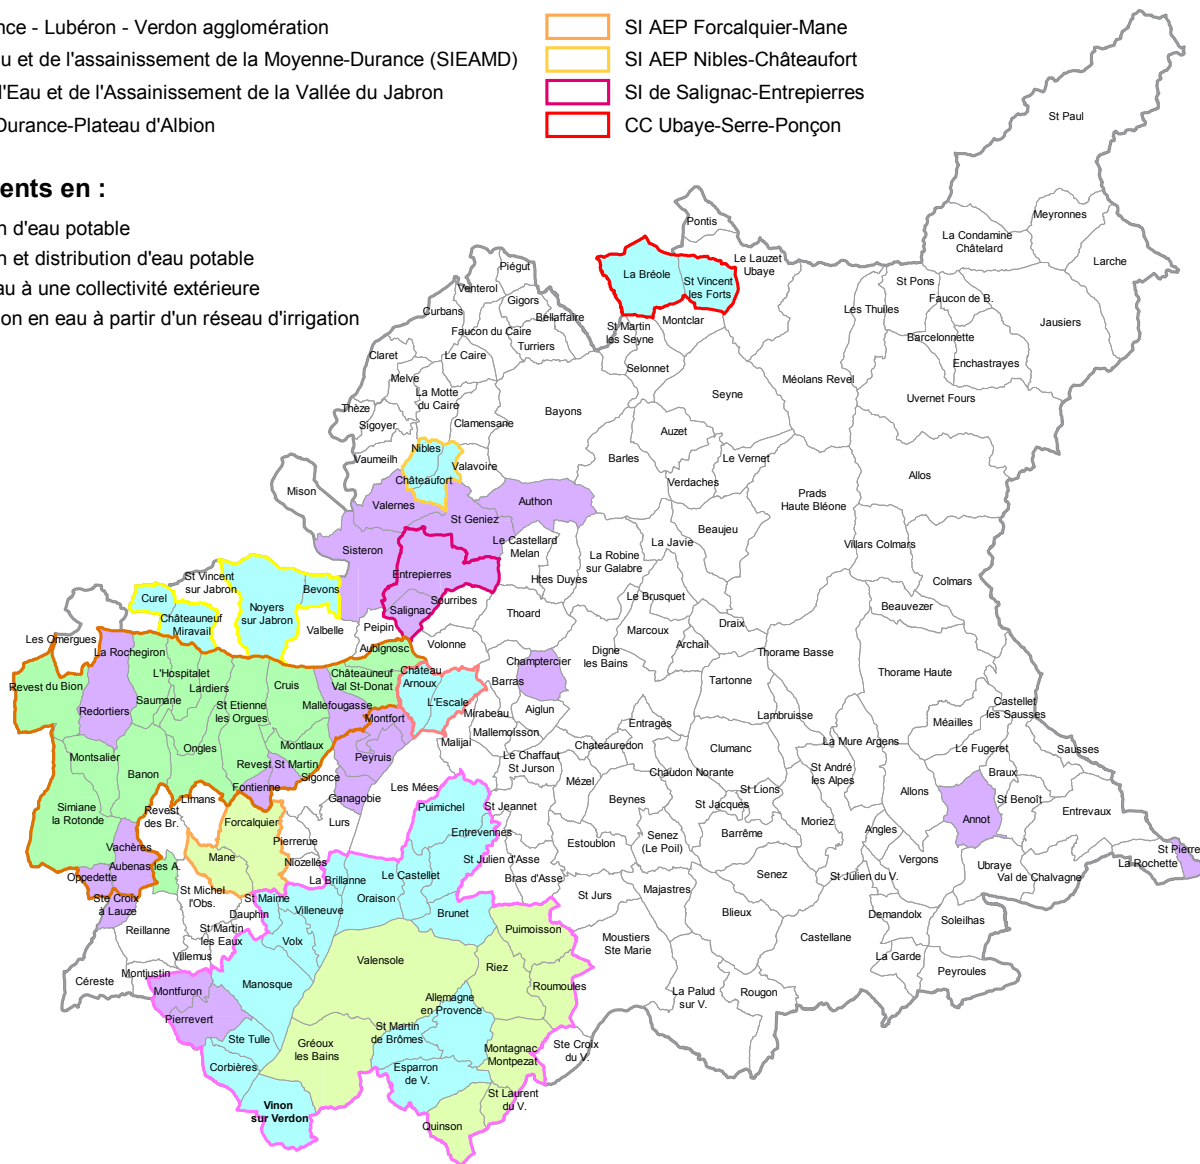 nce - Lubéron - Verdon agglomération
u et de l'assainissement de la Moyenne-Durance (SIEAMD)
l'Eau et de l'Assainissement de la Vallée du Jabron
Durance-Plateau d'Albion
SI AEP Forcalquier-Mane
SI AEP Nibles-Châteaufort
SI de Salignac-Entrepierres
CC Ubaye-Serre-Ponçon
ents en :
n d'eau potable
n et distribution d'eau potable
au à une collectivité extérieure
ion en eau à partir d'un réseau d'irrigation
St Paul
Meyronnes
La Condamine
Châtelard
Larche
Pontis
Le Lauzet
Ubaye
La Bréole
St Vincent
les Forts
St Pons
Faucon de B.
Les Thuiles
Jausiers
Barcelonnette
Enchastrayes
Uvernet Fours
Méolans Revel
Piégut
Venterol
Gigors
Curbans
Bellaffaire
Faucon du Caire
Turriers
St Martin
les Seyne
Montclar
Selonnet
Seyne
Claret
Le Caire
Melve
La Motte
du Caire
Thèze
Sigoyer
Clamensane
Bayons
Auzet
Nibles
Vaumeilh
Valavoire
Châteaufort
Barles
Le Vernet
Verdaches
Allos
Mison
Valernes
Authon
St Geniez
Prads
Haute Bléone
Beaujeu
Sisteron
Le Castellard
Melan
La Javie
La Robine
sur Galabre
Villars Colmars
Colmars
Entrepierres
Htes Duyes
St Vincent
sur Jabron
Curel
Noyers
sur Jabron
Bevons
Châteauneuf
Miravail
Salignac
Sourribes
Thoard
Le Brusquet
Beauvezer
Valbelle
Peipin
Aubignosc
Volonne
Marcoux
Draix
Archail
Thorame Basse
Thorame Haute
Les Omergues
La Rochegiron
Revest du Bion
L'Hospitalet
Lardiers
Saumane
Redortiers
Cruis
Châteauneuf
Val St-Donat
Château
Arnoux
L'Escale
Champtercier
Digne
les Bains
Barras
Aiglun
Tartonne
Mallefougasse
Montfort
Mirabeau
Mallemoisson
St Etienne
les Orgues
Lambruisse
Castellet
les Sausses
Méailles
Entrages
Malijai
Peyruis
Montlaux
Ongles
Montsalier
Banon
Revest St Martin
Sigonce
Fontienne
Ganagobie
Le Chaffaut
St Jurson
Chateauredon
Clumanc
La Mure Argens
Le Fugeret
Sausses
Chaudon Norante
St André
les Alpes
Braux
Les Mées
Mézel
Beynes
St Lions
St Jacques
Allons
St Benoît
Entrevaux
Annot
Simiane
la Rotonde
Limans
Revest
des Br.
Forcalquier
Lurs
Puimichel
St Jeannet
Entrevennes
Estoublon
Senez
(Le Poil)
Barrême
Moriez
Angles
Vergons
Vachères
Mane
Pierrerue
Niozelles
St Julien d'Asse
Bras d'Asse
Senez
St Julien du V.
Ubraye
Val de Chalvagne
St Pierre
La Rochette
Oppedette
Aubenas les A.
La Brillanne
Le Castellet
Ste Croix
à Lauze
St Michel
l'Obs.
St Maime
Dauphin
Villeneuve
Oraison
Brunet
St Jurs
Majastres
Blieux
Demandolx
Soleilhas
Reillanne
St Martin
les Eaux
Volx
Puimoisson
Moustiers
Ste Marie
Castellane
La Garde
Peyroules
Villemus
Céreste
Montjustin
Montfuron
Manosque
Valensole
Riez
Roumoules
La Palud
sur V.
Rougon
Pierrevert
Allemagne
en Provence
Ste Tulle
St Martin
de Brômes
Gréoux
les Bains
Montagnac
Montpezat
Ste Croix
du V.
Corbières
Esparron
de V.
St Laurent
du V.
Vinon
sur Verdon
Quinson